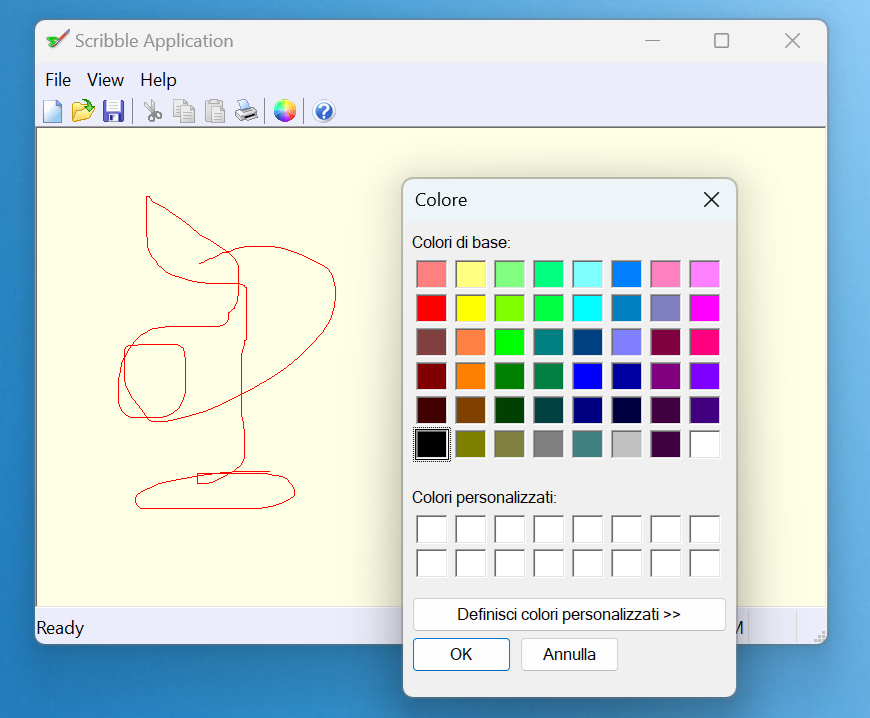 Scribble Application
File View Help
Colore
Colori di base:
Colori personalizzati:
Definisci colori personalizzati >>
OK Annulla
Ready